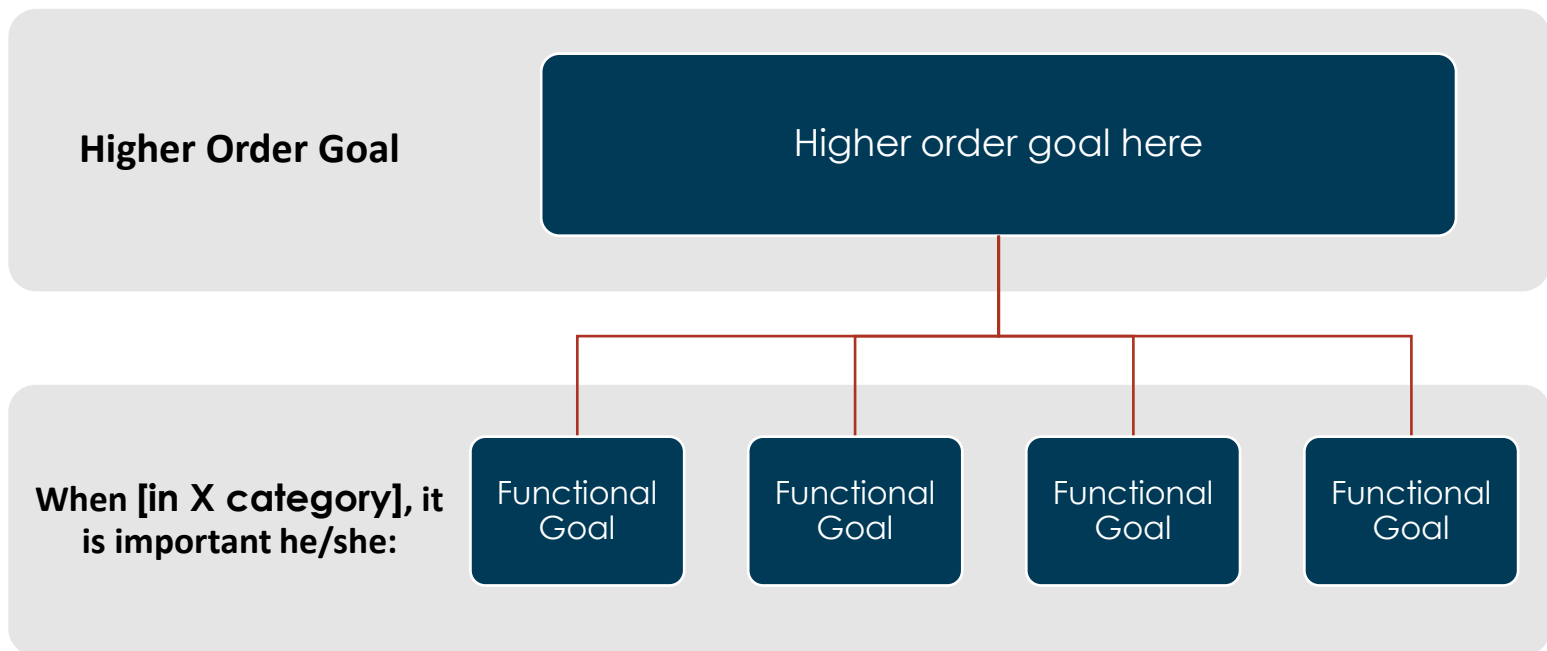 Higher Order Goal
Higher order goal here
When [in X category], it
is important he/she:
Functional
Goal
Functional
Goal
Functional
Goal
Functional
Goal